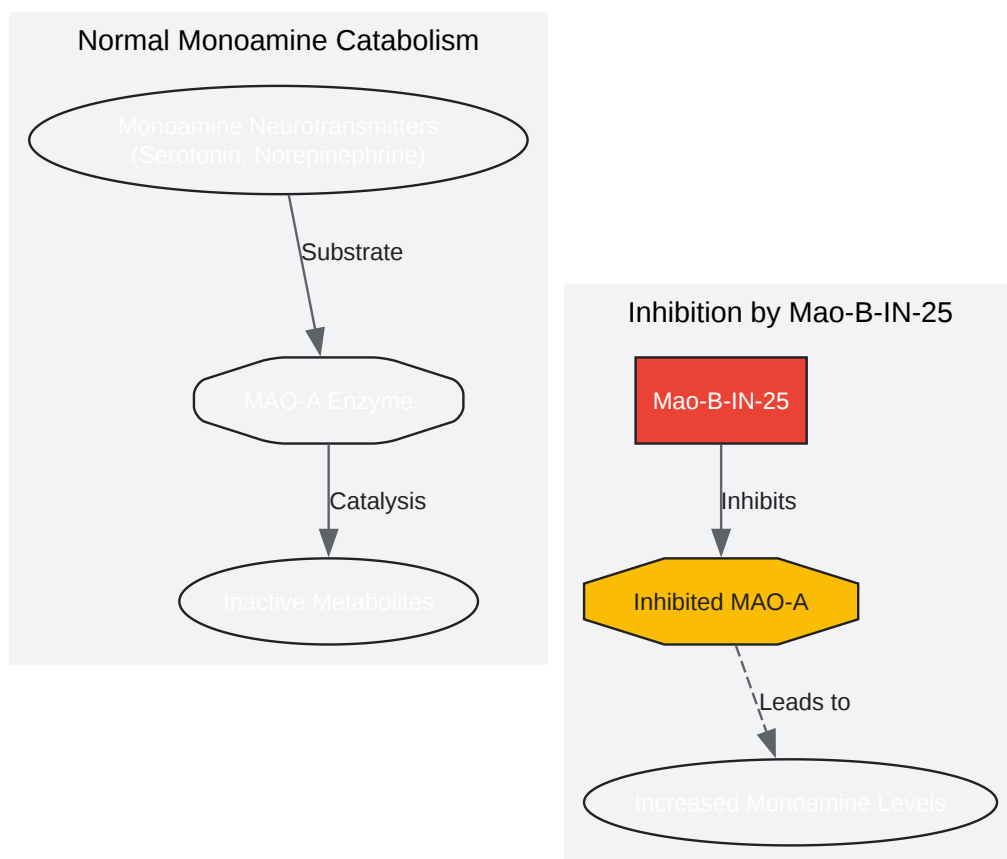 Normal Monoamine Catabolism
Monoamine Neurotransmitters
(Serotonin, Norepinephrine)
Substrate
MAO-A Enzyme
Catalysis
Inactive Metabolites
Inhibition by Mao-B-IN-25
Mao-B-IN-25
Inhibits
Inhibited MAO-A
Leads to
Increased Monoamine Levels